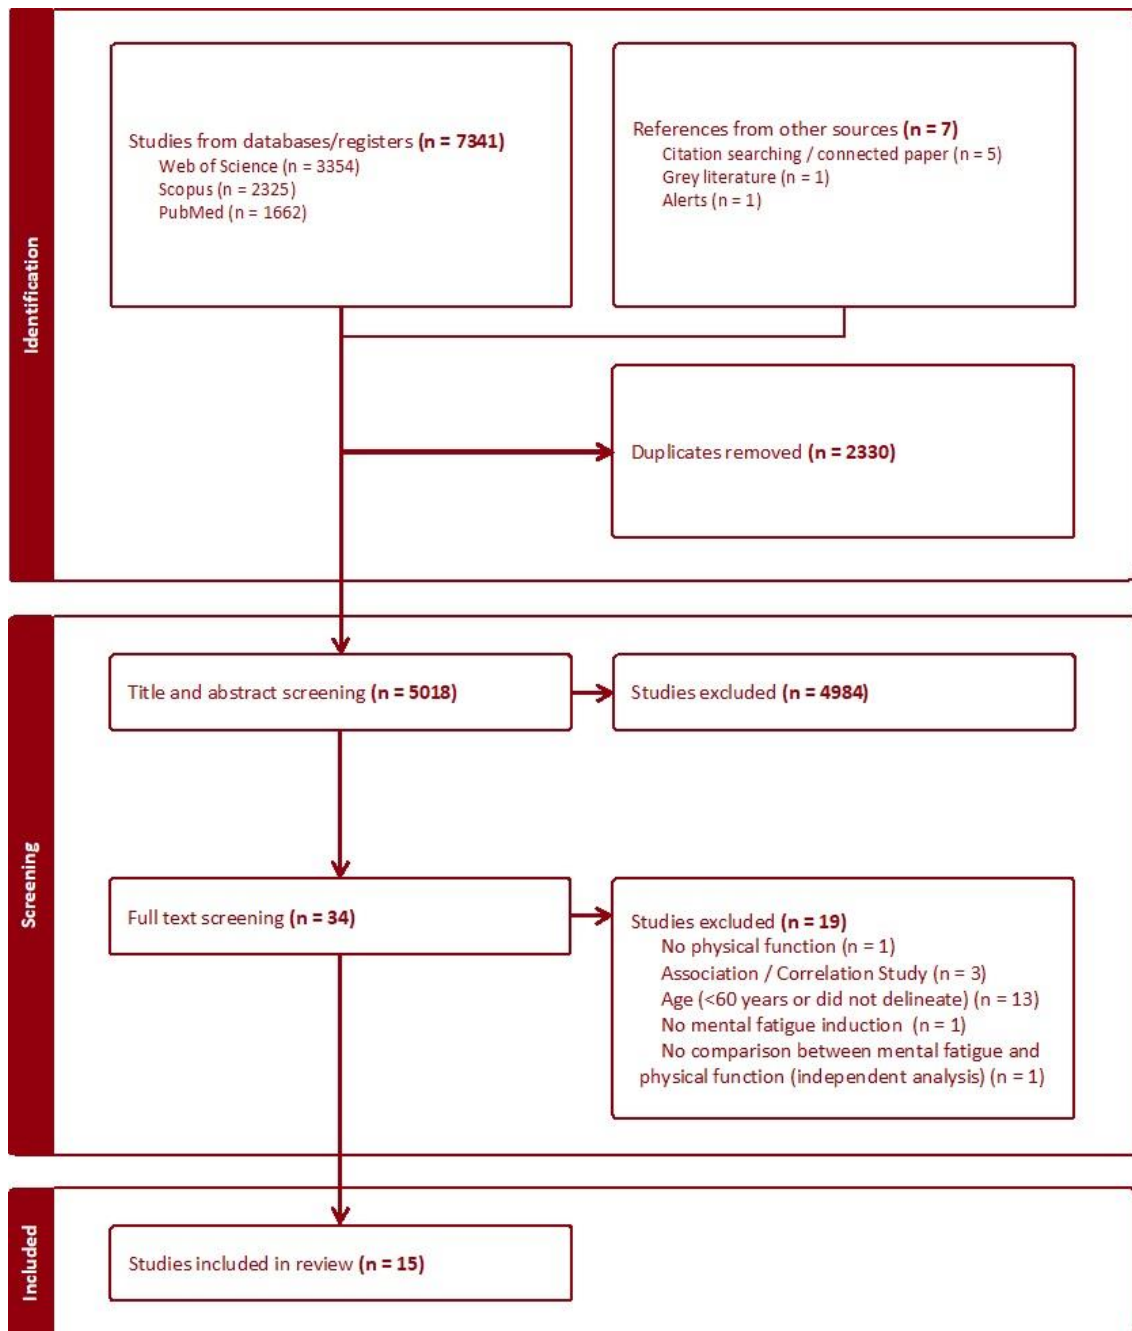 Identification
Studies from databases/registers (n = 7341)
Web of Science (n = 3354)
Scopus (n = 2325)
PubMed (n = 1662)
References from other sources (n = 7)
Citation searching / connected paper (n = 5)
Grey literature (n = 1)
Alerts (n = 1)
Duplicates removed (n = 2330)
Screening
Title and abstract screening (n = 5018)
Studies excluded (n = 4984)
Full text screening (n = 34)
Studies excluded (n = 19)
No physical function (n = 1)
Association / Correlation Study (n = 3)
Age (<60 years or did not delineate) (n = 13)
No mental fatigue induction (n = 1)
No comparison between mental fatigue and
physical function (independent analysis) (n = 1)
Included
Studies included in review (n = 15)